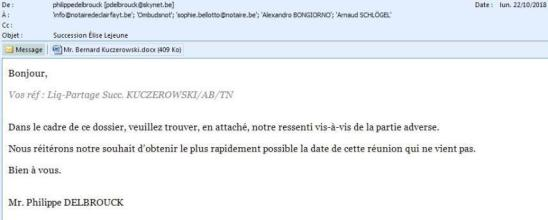 De : philippedelbrouck [pdelbrouck@skynet.be] Date : lun. 22/10/2018
À : 'info@notairedeclairfayt.be'; 'Ombudsnot'; 'sophie.bellotto@notaire.be'; 'Alexandro BONGIORNO'; 'Arnaud SCHLÖGEL'
Cc :
Objet : Succession Élise Lejeune
Message Mr. Bernard Kuczerowski.docx (409 Ko)
Bonjour,
Vos réf : Liq-Partage Succ. KUCZEROWSKI/AB/TN
Dans le cadre de ce dossier, veuillez trouver, en attaché, notre ressenti vis-à-vis de la partie adverse.
Nous réitérons notre souhait d'obtenir le plus rapidement possible la date de cette réunion qui ne vient pas.
Bien à vous.
Mr. Philippe DELBROUCK